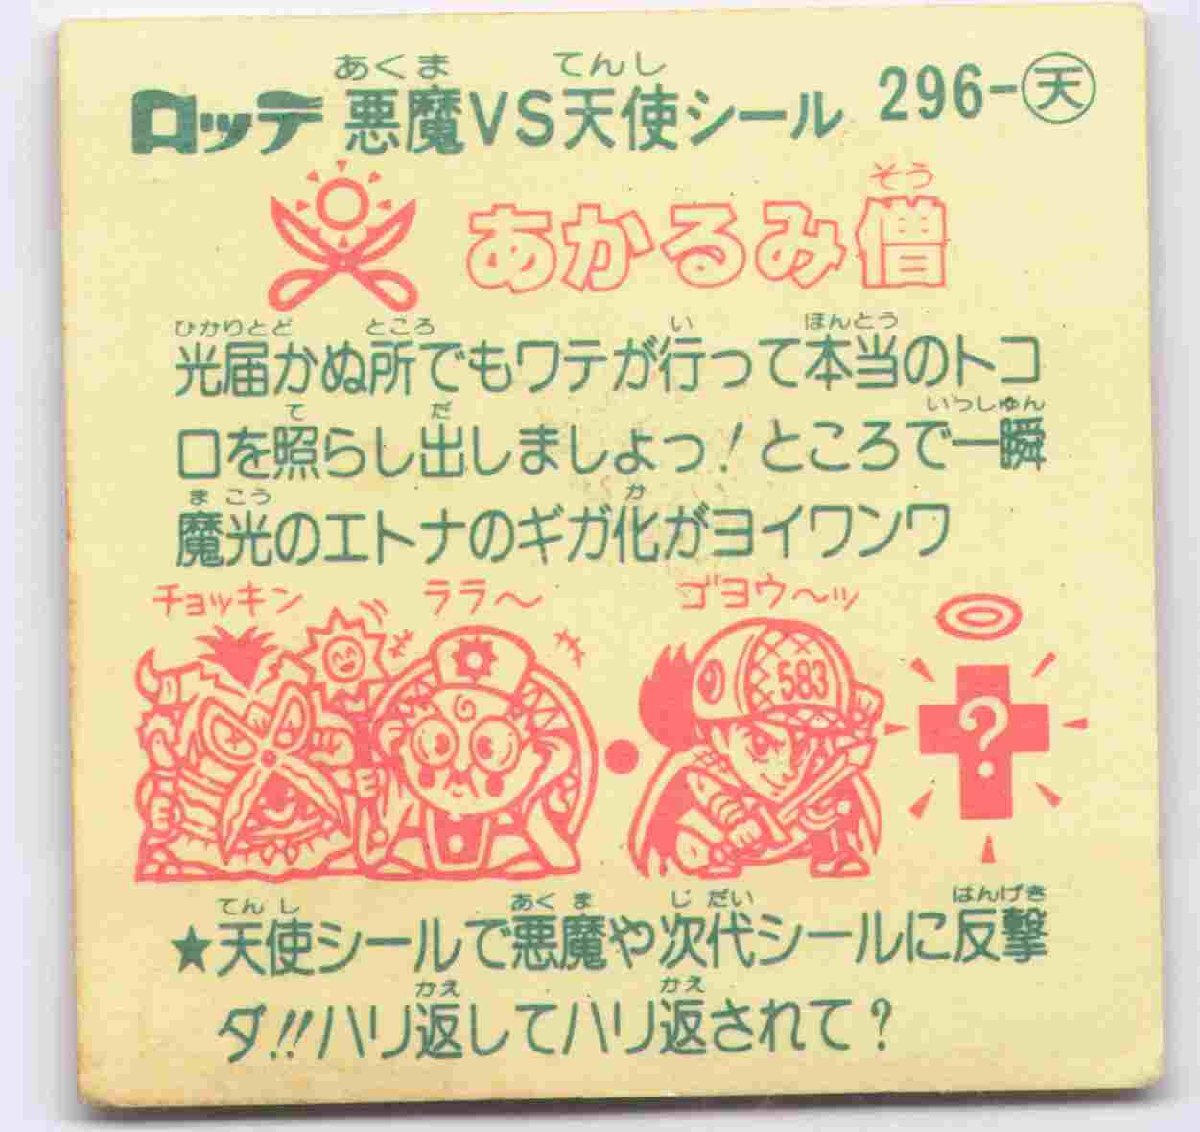 ロッテ 悪魔VS天使シール 296-天
あくま てんし
そう
あかるみ僧
ひかりとど ところ い ほんとう
光届かぬ所でもワテが行って本当のトコ
て だ いっしゅん
ロを照らし出しましょっ!ところで一瞬
まこう か
魔光のエトナのギガ化がヨイワンワ
チョッキン ララ〜 ゴヨウ〜ッ
583
?
てんし あくま じだい はんげき
★天使シールで悪魔や次代シールに反撃
かえ かえ
ダ!!ハリ返してハリ返されて?